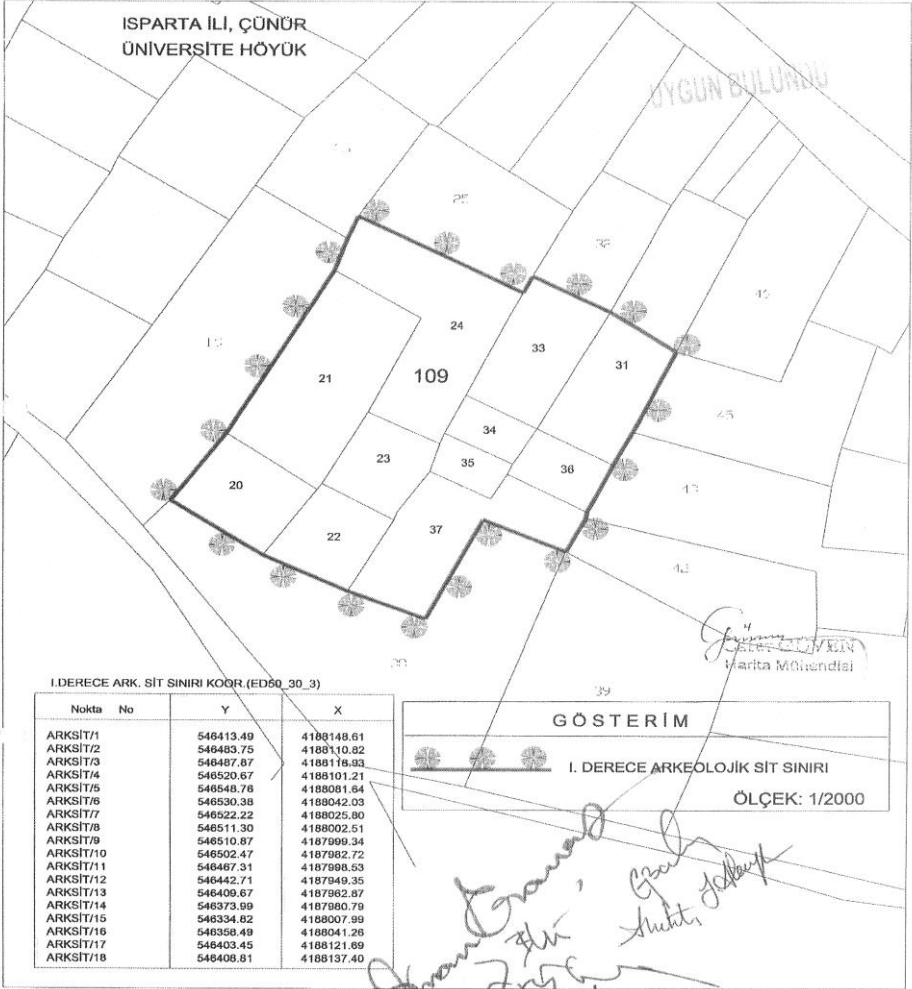 ISPARTA İLİ, ÇÜNÜR
ÜNİVERSİTE HÖYÜK
UYGUN BULUNDU
25
32
24
33
31
109
21
34
35
23
36
45
20
22
37
43
42
GÜVEN
Harita Mühendisi
39
I.DERECE ARK. SİT SINIRI KOOR.(ED50_30_3)
Nokta No Y X
ARKSİT/1 546413.49 4188148.61
ARKSİT/2 546483.75 4188110.82
ARKSİT/3 546487.87 4188116.93
ARKSİT/4 546520.67 4188101.21
ARKSİT/5 546548.76 4188081.64
ARKSİT/6 546530.38 4188042.03
ARKSİT/7 546522.22 4188025.80
ARKSİT/8 546511.30 4188002.51
ARKSİT/9 546510.87 4187999.34
ARKSİT/10 546502.47 4187982.72
ARKSİT/11 546467.31 4187998.53
ARKSİT/12 546442.71 4187949.35
ARKSİT/13 546409.67 4187962.87
ARKSİT/14 546373.99 4187980.79
ARKSİT/15 546334.82 4188007.99
ARKSİT/16 546358.49 4188041.26
ARKSİT/17 546403.45 4188121.69
ARKSİT/18 546408.81 4188137.40
GÖSTERİM
I. DERECE ARKEOLOJİK SİT SINIRI
ÖLÇEK: 1/2000